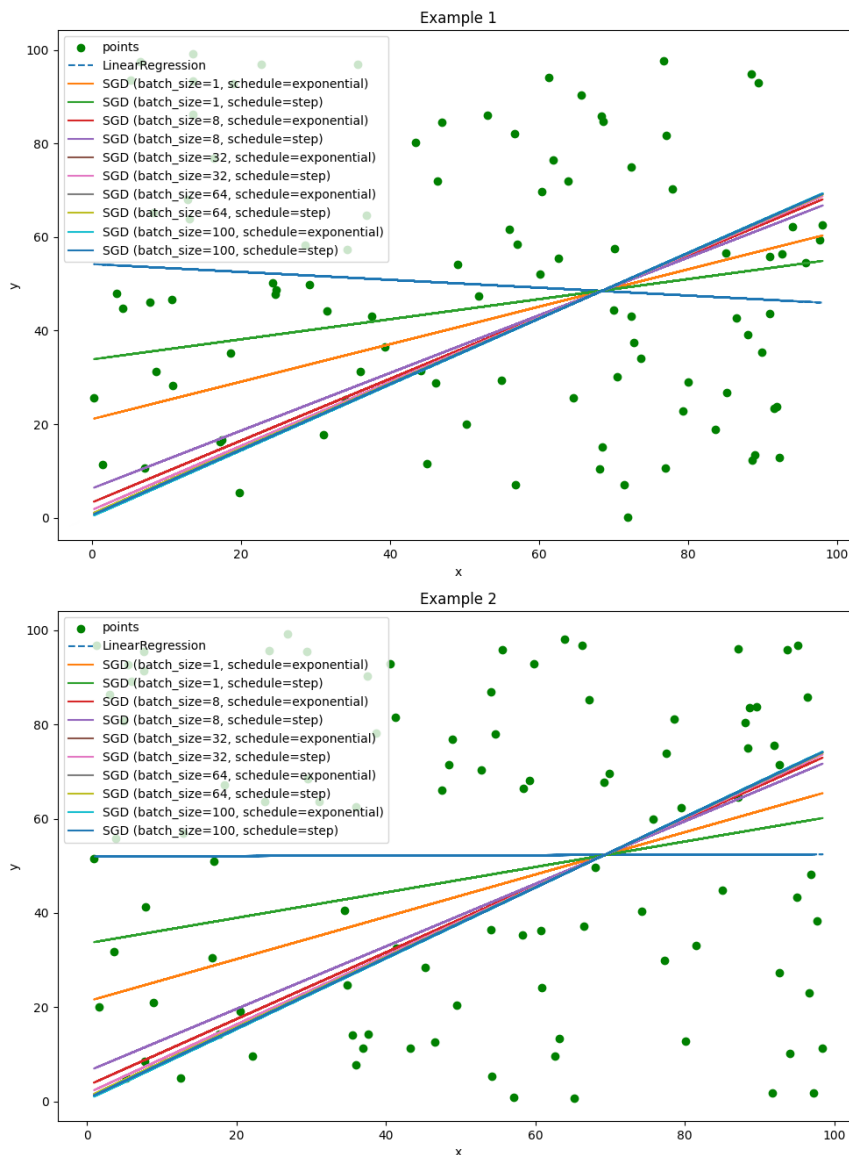 Example 1
100
80
60
40
20
0
y
points
LinearRegression
SGD (batch_size=1, schedule=exponential)
SGD (batch_size=1, schedule=step)
SGD (batch_size=8, schedule=exponential)
SGD (batch_size=8, schedule=step)
SGD (batch_size=32, schedule=exponential)
SGD (batch_size=32, schedule=step)
SGD (batch_size=64, schedule=exponential)
SGD (batch_size=64, schedule=step)
SGD (batch_size=100, schedule=exponential)
SGD (batch_size=100, schedule=step)
0 20 40 60 80 100
x
Example 2
100
80
60
40
20
0
y
points
LinearRegression
SGD (batch_size=1, schedule=exponential)
SGD (batch_size=1, schedule=step)
SGD (batch_size=8, schedule=exponential)
SGD (batch_size=8, schedule=step)
SGD (batch_size=32, schedule=exponential)
SGD (batch_size=32, schedule=step)
SGD (batch_size=64, schedule=exponential)
SGD (batch_size=64, schedule=step)
SGD (batch_size=100, schedule=exponential)
SGD (batch_size=100, schedule=step)
0 20 40 60 80 100
x